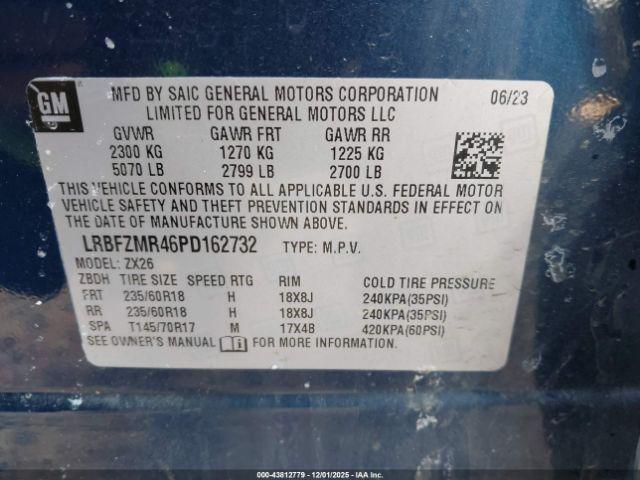 GM
MFD BY SAIC GENERAL MOTORS CORPORATION 06/23
LIMITED FOR GENERAL MOTORS LLC
GVWR GAWR FRT GAWR RR
2300 KG 1270 KG 1225 KG
5070 LB 2799 LB 2700 LB
THIS VEHICLE CONFORMS TO ALL APPLICABLE U.S. FEDERAL MOTOR
VEHICLE SAFETY AND THEFT PREVENTION STANDARDS IN EFFECT ON
THE DATE OF MANUFACTURE SHOWN ABOVE.
LRBFZMR46PD162732 TYPE: M.P.V.
MODEL: ZX26
ZBDH TIRE SIZE SPEED RTG RIM COLD TIRE PRESSURE
FRT 235/60R18 H 18X8J 240KPA(35PSI)
RR 235/60R18 H 18X8J 240KPA(35PSI)
SPA T145/70R17 M 17X4B 420KPA(60PSI)
SEE OWNER'S MANUAL FOR MORE INFORMATION.
000-43812779 - 12/01/2025 - IAA Inc.